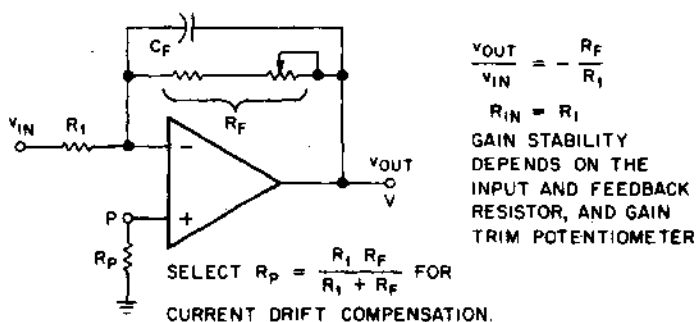 C_F
R_F
v_IN
R_1
−
+
P
R_P
v_OUT
V
v_OUT / v_IN = − R_F / R_1
R_IN = R_1
GAIN STABILITY
DEPENDS ON THE
INPUT AND FEEDBACK
RESISTOR, AND GAIN
TRIM POTENTIOMETER
SELECT R_P = R_1 R_F / R_1 + R_F FOR
CURRENT DRIFT COMPENSATION.